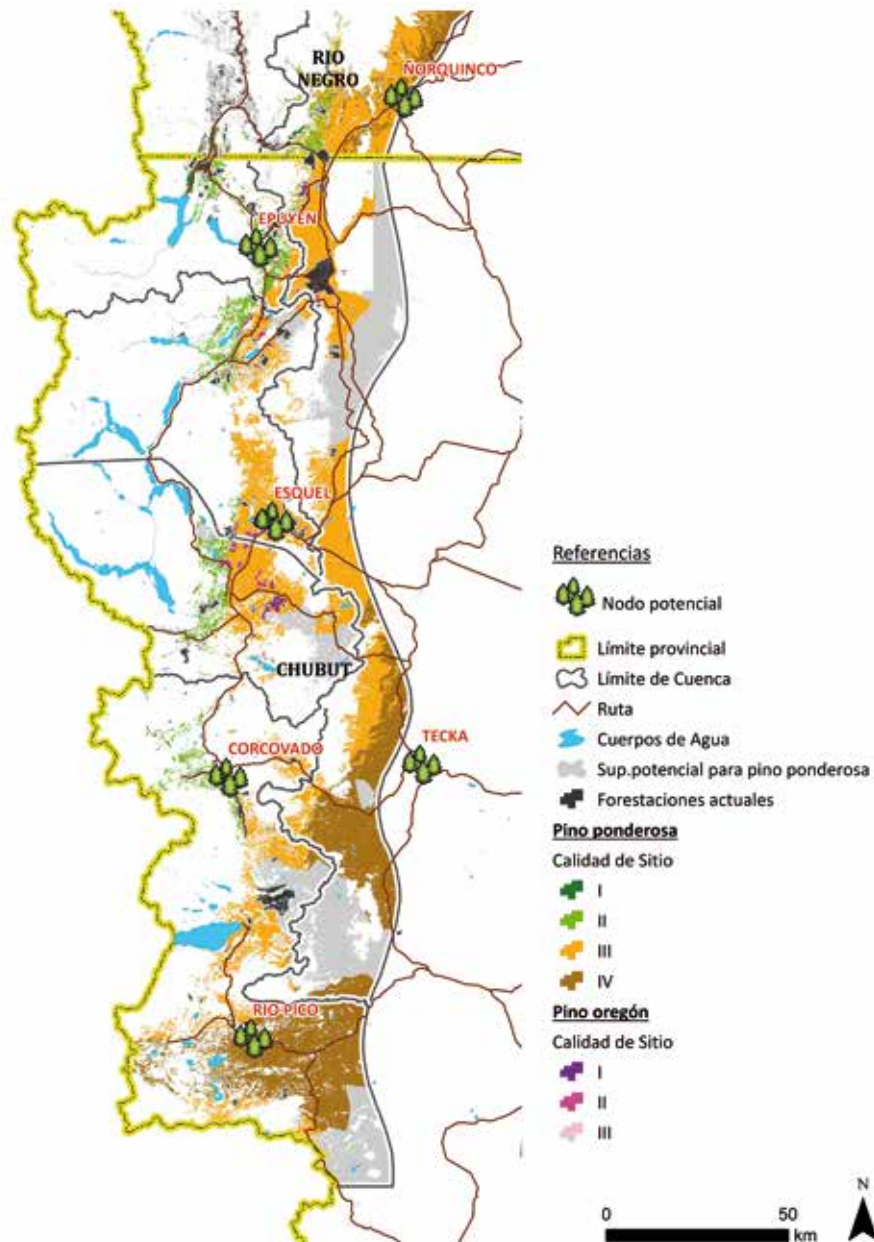 RIO
NEGRO
ÑORQUINCO
EPUYEN
ESQUEL
CHUBUT
CORCOVADO
TECKA
RIO PICO
Referencias
Nodo potencial
Límite provincial
Límite de Cuenca
Ruta
Cuerpos de Agua
Sup.potencial para pino ponderosa
Forestaciones actuales
Pino ponderosa
Calidad de Sitio
I
II
III
IV
Pino oregón
Calidad de Sitio
I
II
III
N
0 50
km